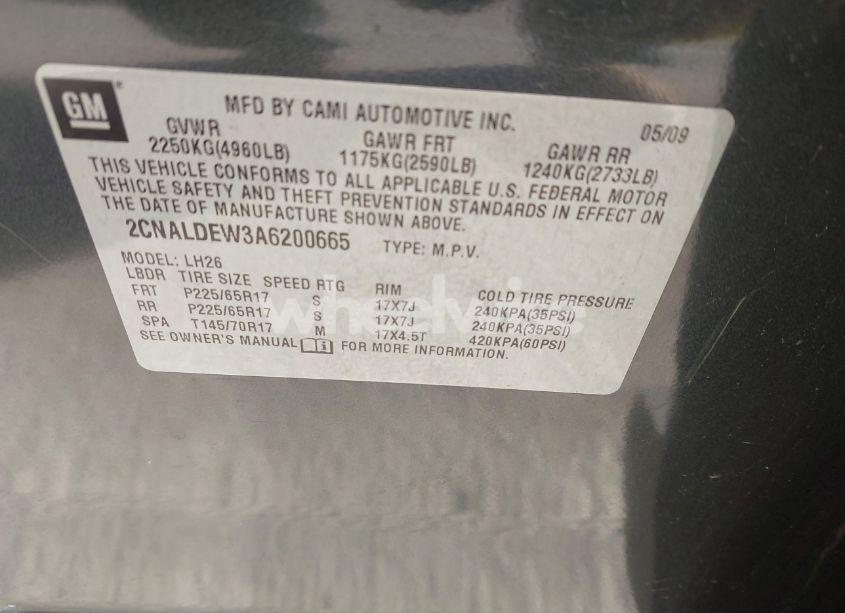 GM
MFD BY CAMI AUTOMOTIVE INC. 05/09
GVWR GAWR FRT GAWR RR
2250KG(4960LB) 1175KG(2590LB) 1240KG(2733LB)
THIS VEHICLE CONFORMS TO ALL APPLICABLE U.S. FEDERAL MOTOR
VEHICLE SAFETY AND THEFT PREVENTION STANDARDS IN EFFECT ON
THE DATE OF MANUFACTURE SHOWN ABOVE.
2CNALDEW3A6200665 TYPE: M.P.V.
MODEL: LH26
LBDR TIRE SIZE SPEED RTG RIM COLD TIRE PRESSURE
FRT P225/65R17 S 17X7J 240KPA(35PSI)
RR P225/65R17 S 17X7J 240KPA(35PSI)
SPA T145/70R17 M 17X4.5T 420KPA(60PSI)
SEE OWNER'S MANUAL FOR MORE INFORMATION.